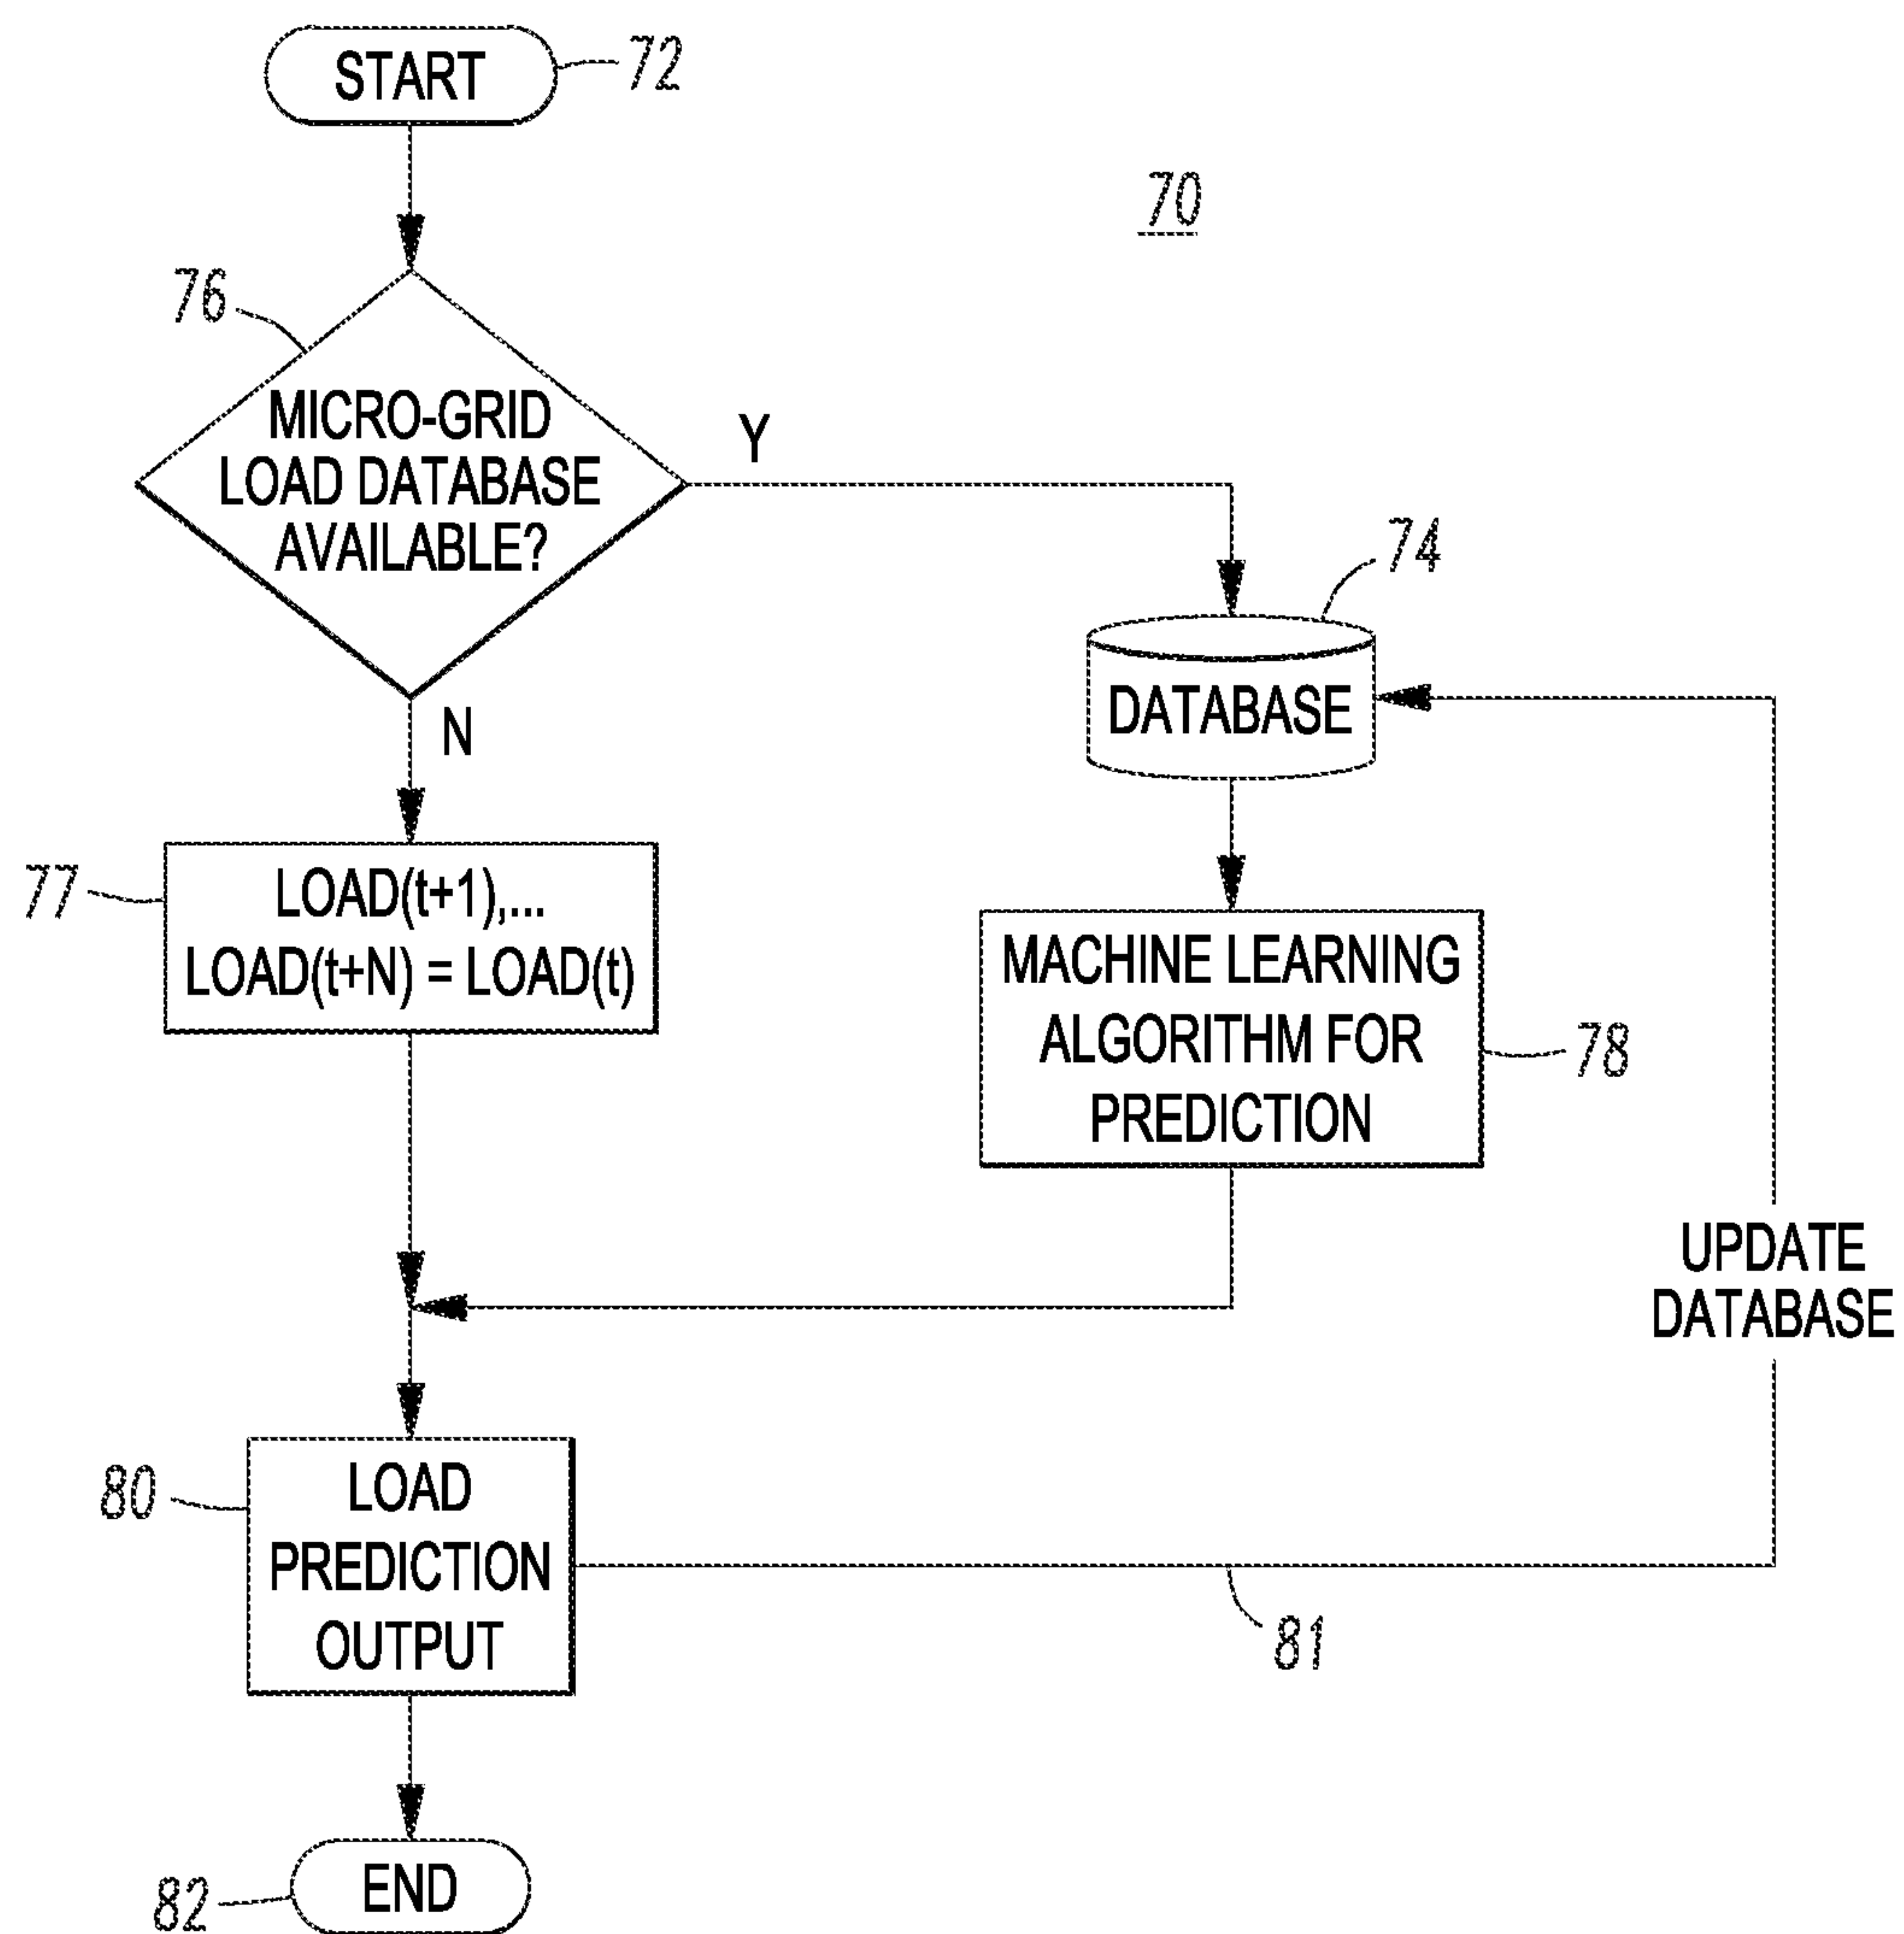 START
72
70
76
MICRO-GRID
LOAD DATABASE
AVAILABLE?
Y
N
74
DATABASE
77
LOAD(t+1),...
LOAD(t+N) = LOAD(t)
MACHINE LEARNING
ALGORITHM FOR
PREDICTION
78
UPDATE
DATABASE
80
LOAD
PREDICTION
OUTPUT
81
END
82